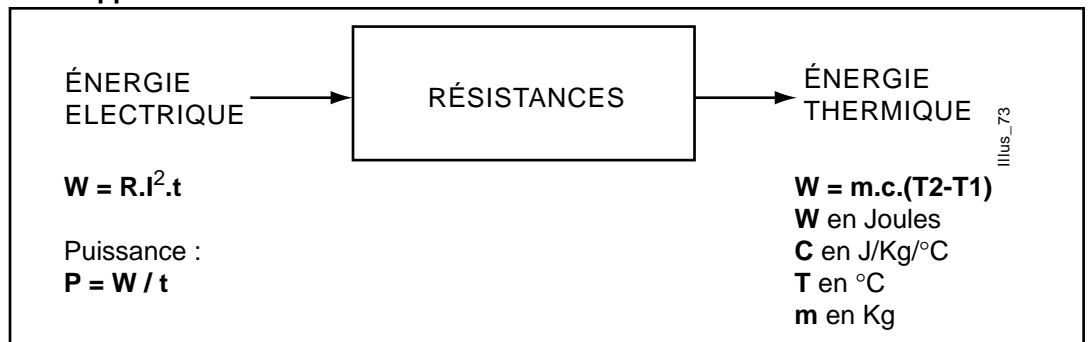 ÉNERGIE
ELECTRIQUE
RÉSISTANCES
ÉNERGIE
THERMIQUE
Illus_73
W = R.I².t
Puissance :
P = W / t
W = m.c.(T2-T1)
W en Joules
C en J/Kg/°C
T en °C
m en Kg